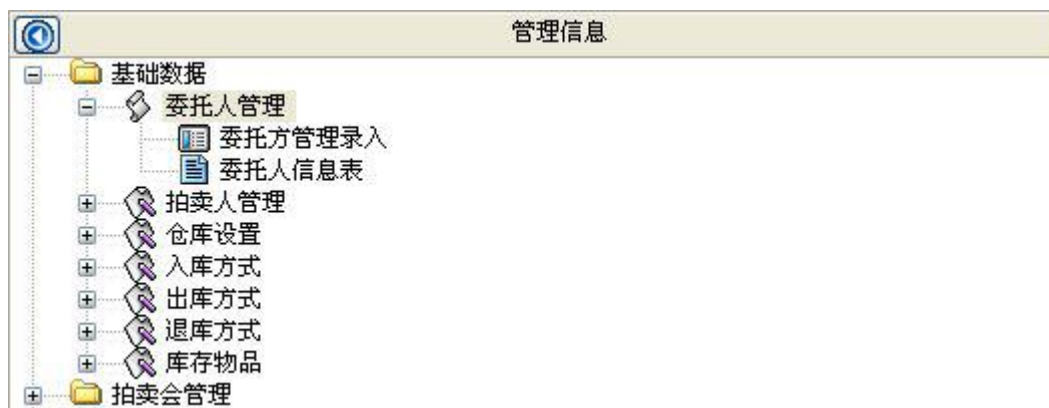 管理信息
基础数据
委托人管理
委托方管理录入
委托人信息表
拍卖人管理
仓库设置
入库方式
出库方式
退库方式
库存物品
拍卖会管理